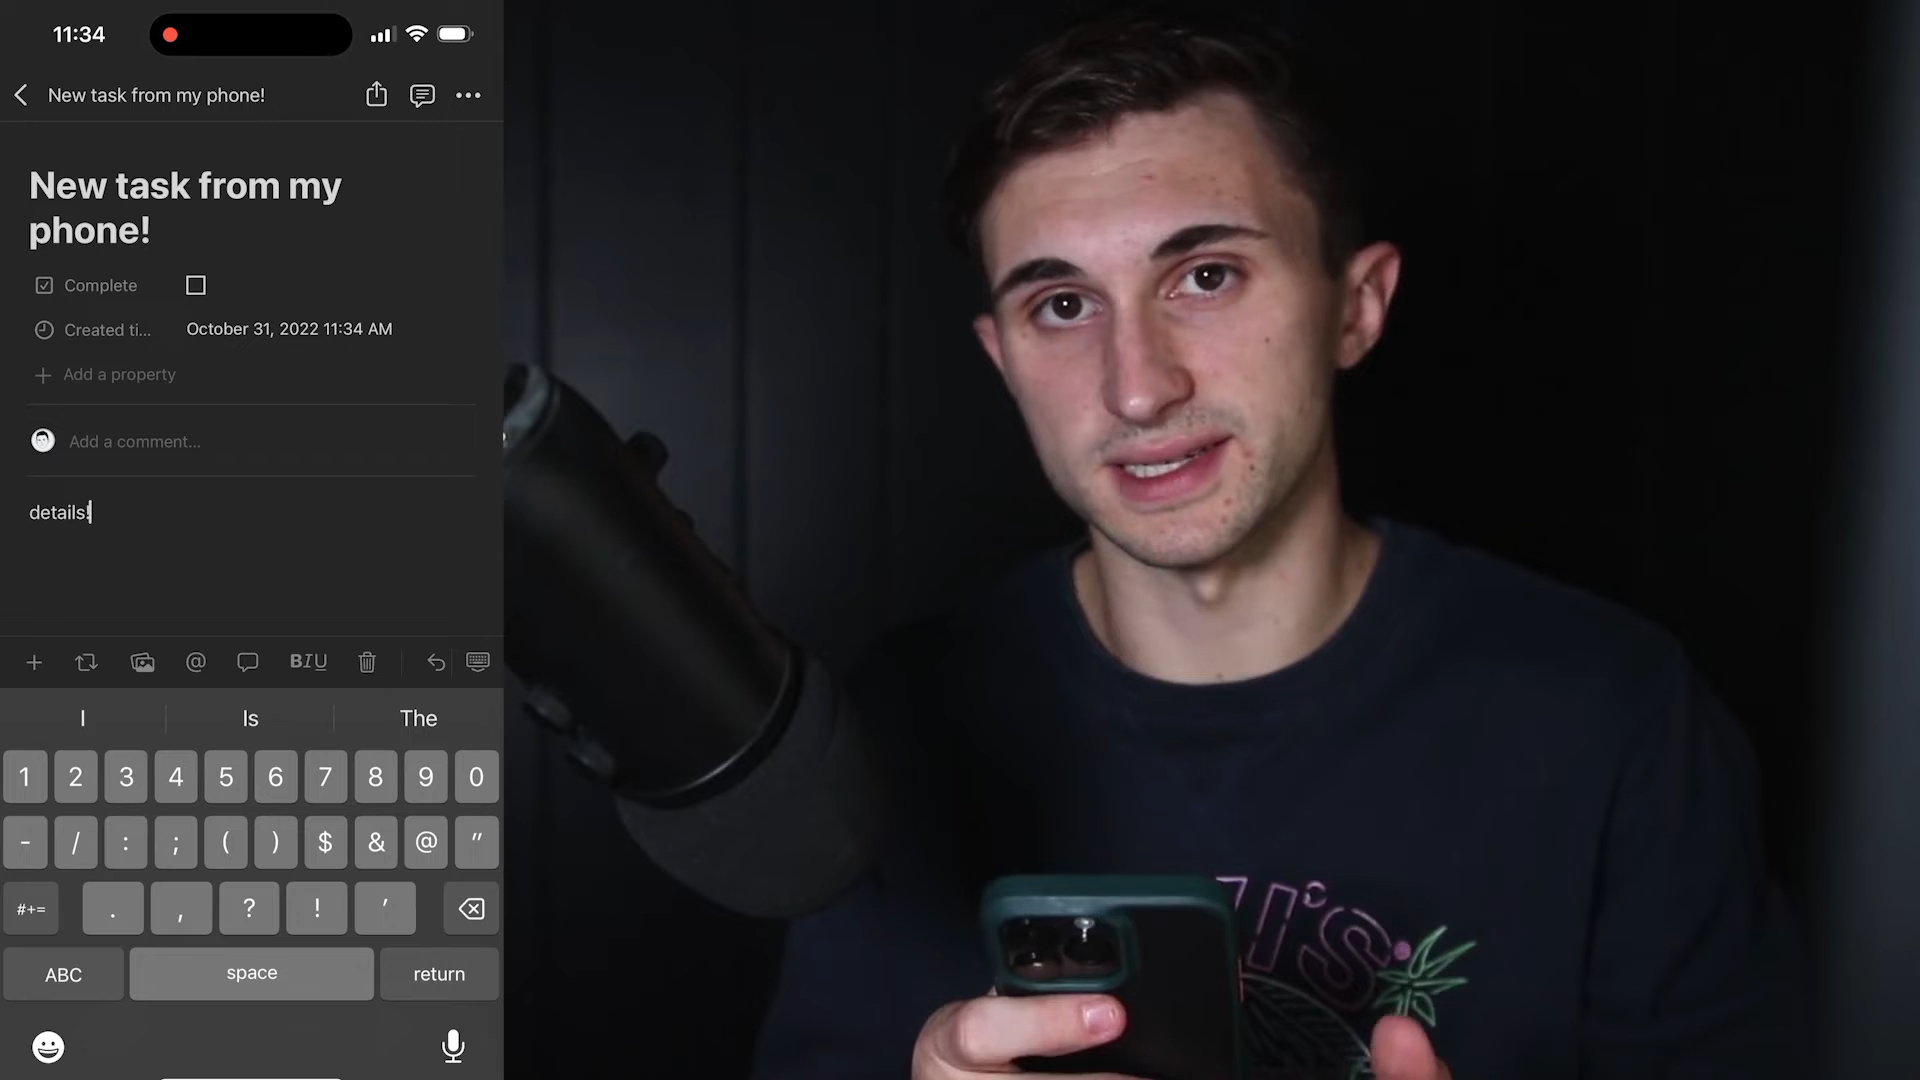 11:34
New task from my phone!
New task from my
phone!
Complete
Created ti...
October 31, 2022 11:34 AM
Add a property
Add a comment...
details!
@
BIU
I
Is
The
1 2 3 4 5 6 7 8 9 0
- / : ; ( ) $ & @ "
#+= . , ? ! '
ABC
space
return